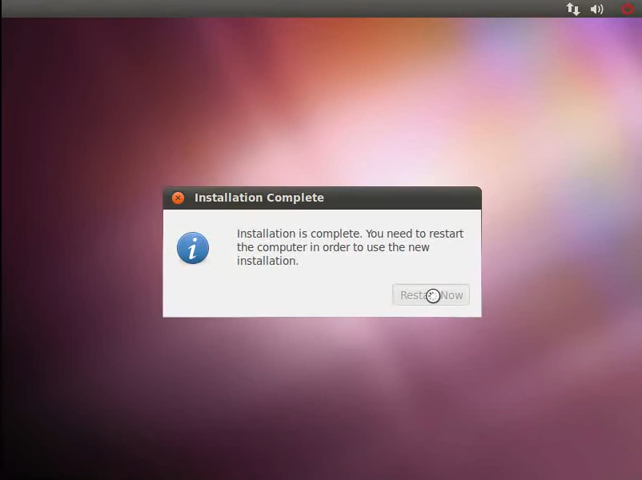 Installation Complete
Installation is complete. You need to restart
the computer in order to use the new
installation.
Restart Now